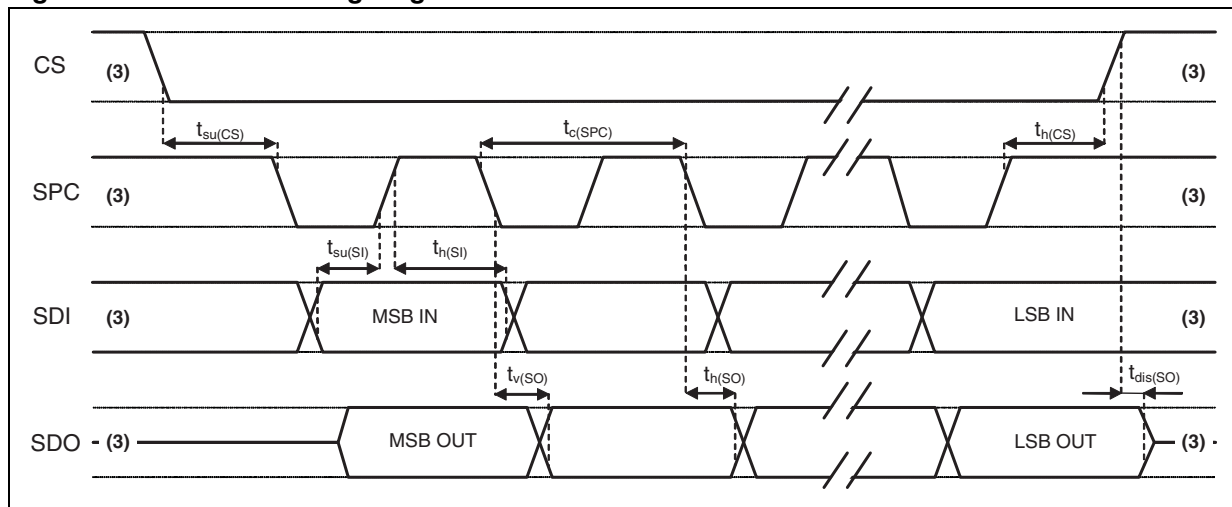 CS (3) (3)
tsu(CS) tc(SPC) th(CS)
SPC (3) (3)
tsu(SI) th(SI)
SDI (3) MSB IN LSB IN (3)
tv(SO) th(SO) tdis(SO)
SDO (3) MSB OUT LSB OUT (3)